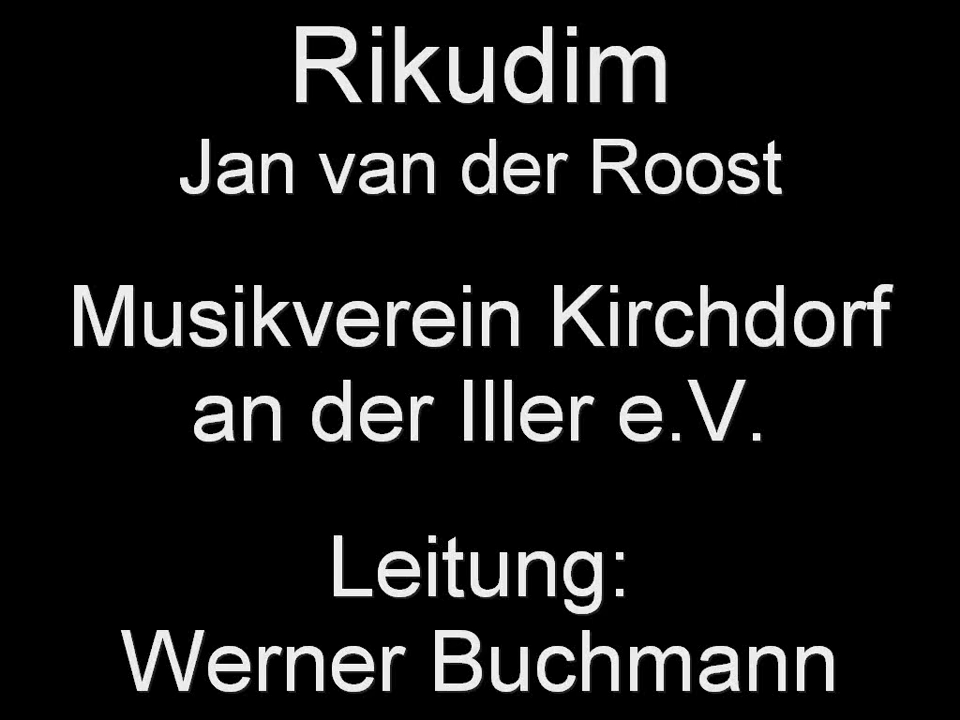 Rikudim
Jan van der Roost
Musikverein Kirchdorf
an der Iller e.V.
Leitung:
Werner Buchmann